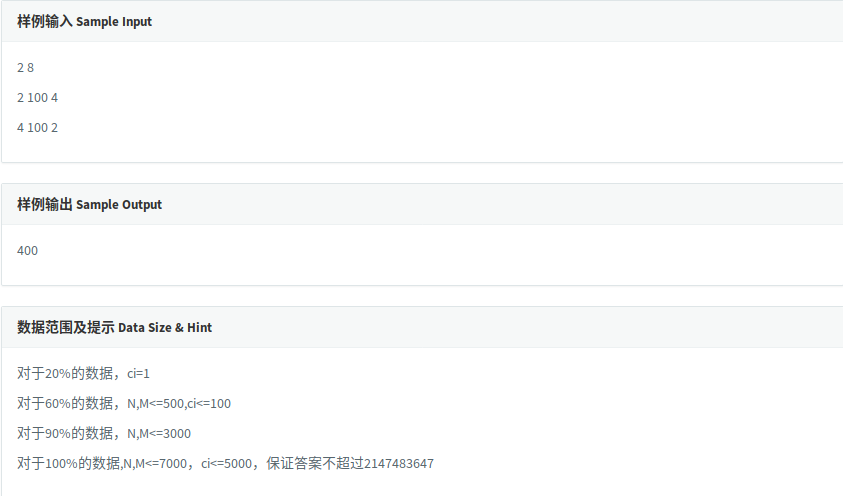 样例输入 Sample Input
2 8
2 100 4
4 100 2
样例输出 Sample Output
400
数据范围及提示 Data Size & Hint
对于20%的数据，ci=1
对于60%的数据，N,M<=500,ci<=100
对于90%的数据，N,M<=3000
对于100%的数据,N,M<=7000，ci<=5000，保证答案不超过2147483647